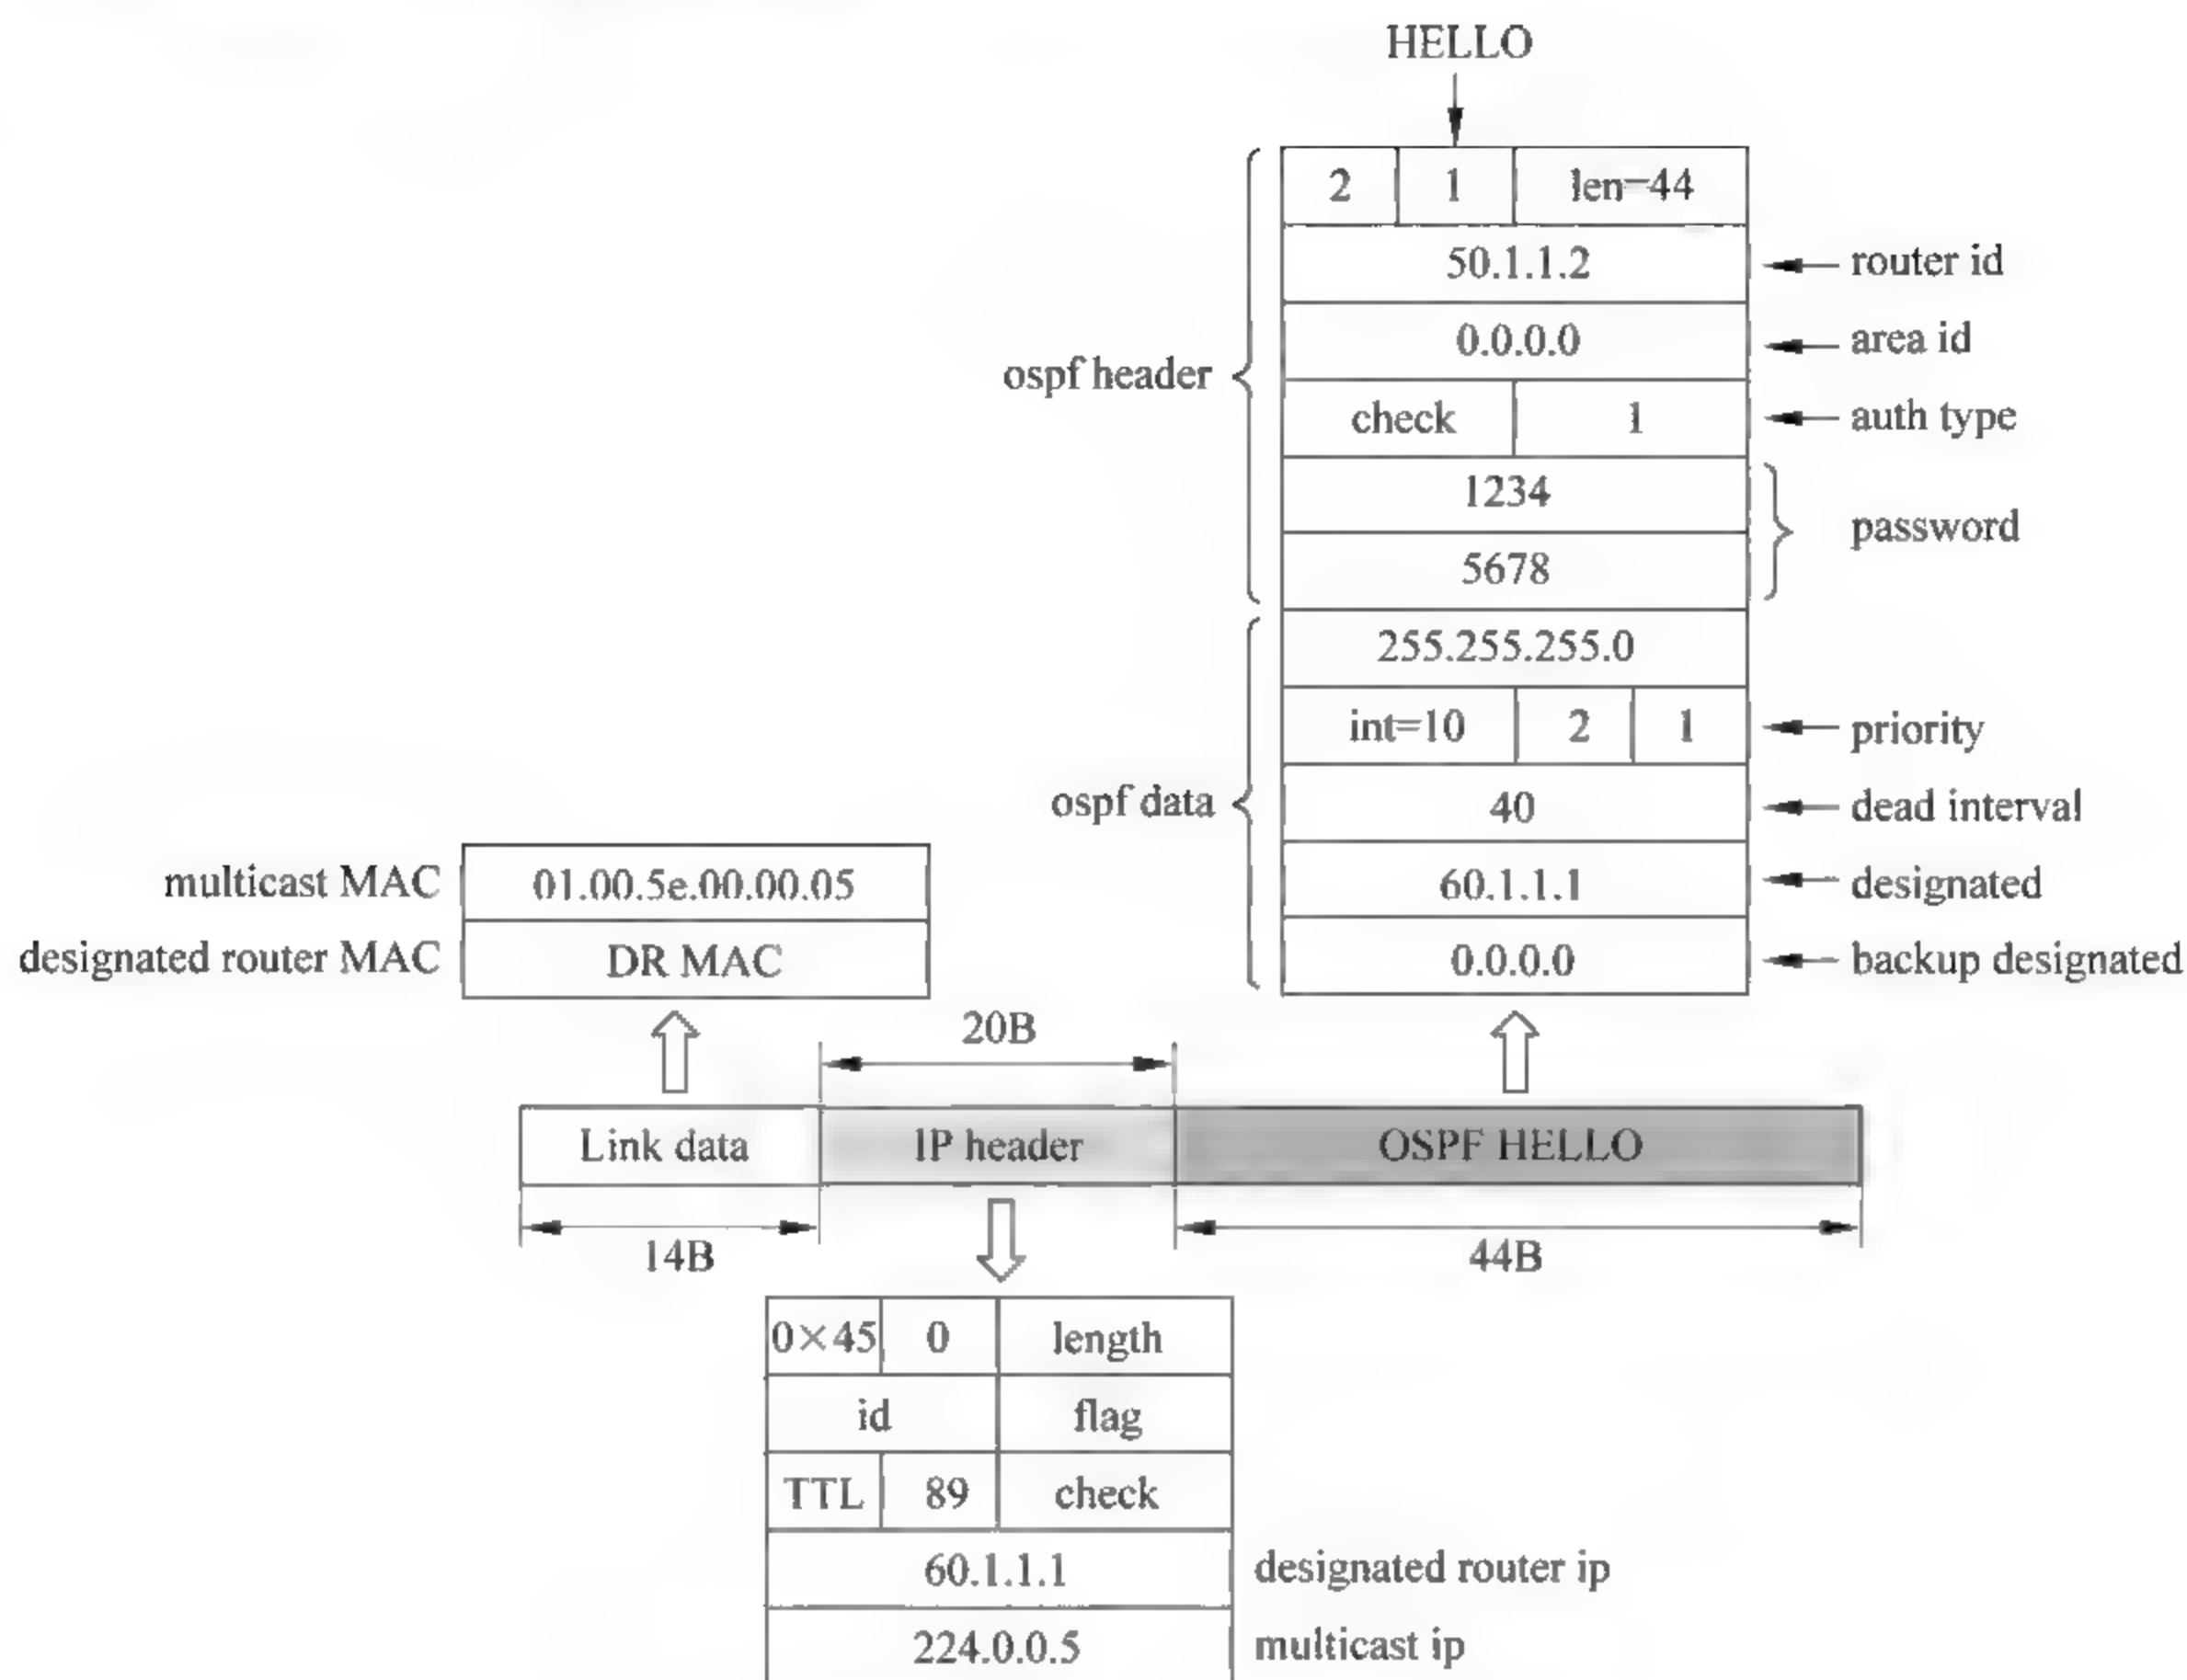 HELLO
2 1 len=44
50.1.1.2 router id
0.0.0.0 area id
ospf header
check 1 auth type
1234
password
5678
255.255.255.0
int=10 2 1 priority
ospf data 40 dead interval
multicast MAC 01.00.5e.00.00.05 60.1.1.1 designated
designated router MAC DR MAC 0.0.0.0 backup designated
20B
Link data IP header OSPF HELLO
14B 44B
0×45 0 length
id flag
TTL 89 check
60.1.1.1 designated router ip
224.0.0.5 multicast ip